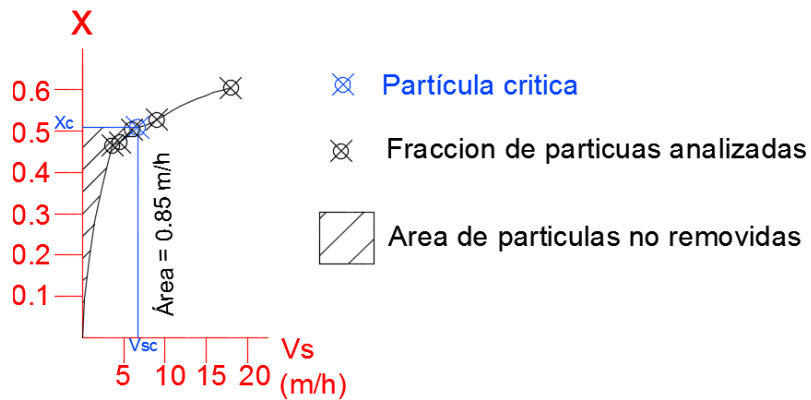 X
0.6
0.5
0.4
0.3
0.2
0.1
Xc
Área = 0.85 m/h
Vsc
5
10
15
20
Vs
(m/h)
Partícula critica
Fraccion de particuas analizadas
Area de particulas no removidas